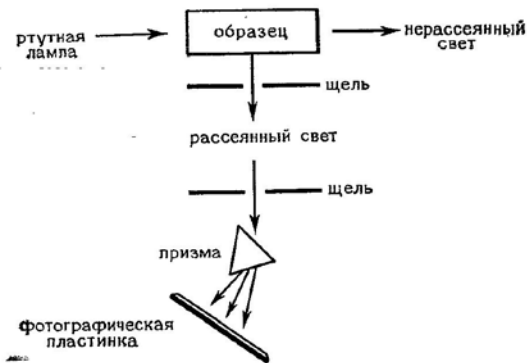 ртутная
лампа
образец
нерассеянный
свет
щель
рассеянный свет
щель
призма
фотографическая
пластинка